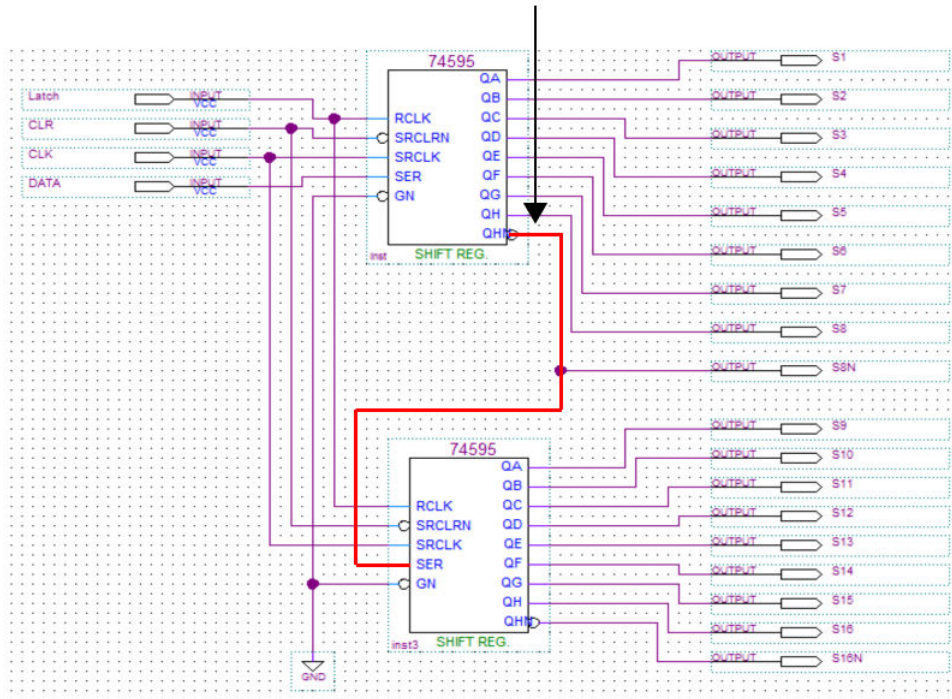 74595
Latch INPUT VCC
CLR INPUT VCC
CLK INPUT VCC
DATA INPUT VCC
RCLK
SRCLRN
SRCLK
SER
GN
QA
QB
QC
QD
QE
QF
QG
QH
QHN
inst
SHIFT REG.
OUTPUT S1
OUTPUT S2
OUTPUT S3
OUTPUT S4
OUTPUT S5
OUTPUT S6
OUTPUT S7
OUTPUT S8
OUTPUT S8N
74595
RCLK
SRCLRN
SRCLK
SER
GN
QA
QB
QC
QD
QE
QF
QG
QH
QHN
inst3
SHIFT REG.
OUTPUT S9
OUTPUT S10
OUTPUT S11
OUTPUT S12
OUTPUT S13
OUTPUT S14
OUTPUT S15
OUTPUT S16
OUTPUT S16N
GND